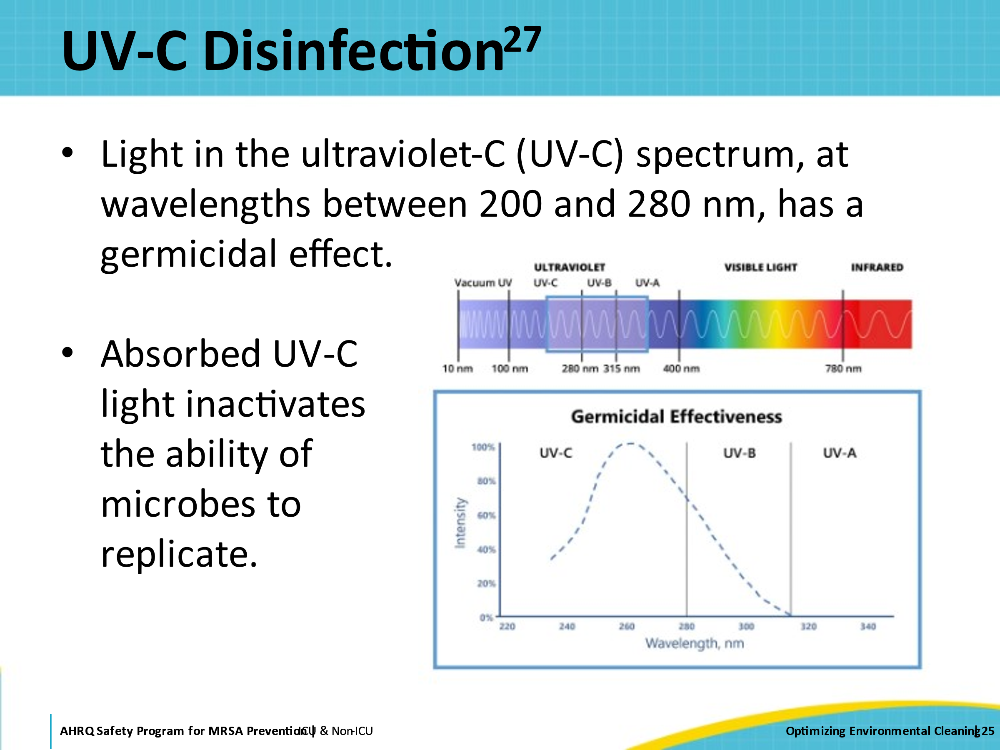 UV-C Disinfection27
• Light in the ultraviolet-C (UV-C) spectrum, at
wavelengths between 200 and 280 nm, has a
germicidal effect.
• Absorbed UV-C
light inactivates
the ability of
microbes to
replicate.
ULTRAVIOLET VISIBLE LIGHT INFRARED
Vacuum UV UV-C UV-B UV-A
10 nm 100 nm 280 nm 315 nm 400 nm 780 nm
Germicidal Effectiveness
UV-C UV-B UV-A
100%
80%
60%
40%
20%
0%
Intensity
220 240 260 280 300 320 340
Wavelength, nm
AHRQ Safety Program for MRSA Prevention | ICU & Non-ICU
Optimizing Environmental Cleaning | 25